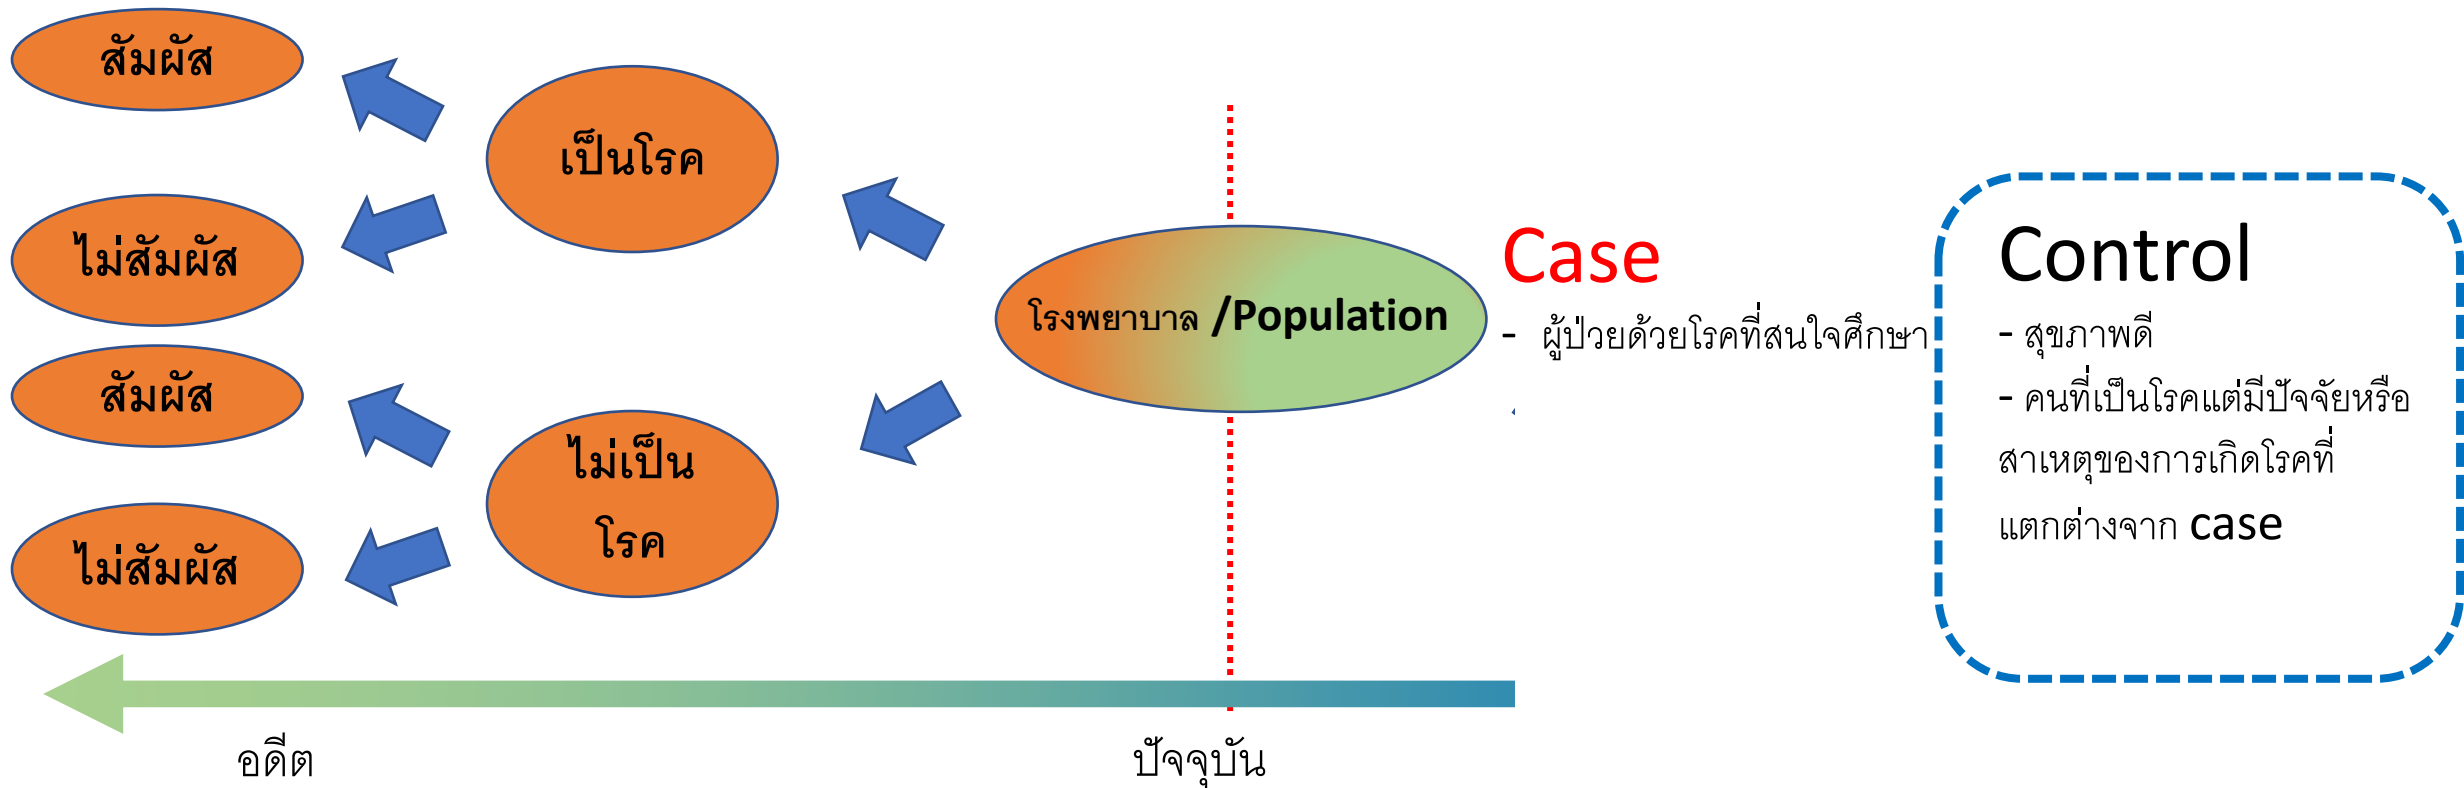 สัมผัส
ไม่สัมผัส
สัมผัส
ไม่สัมผัส
เป็นโรค
ไม่เป็น
โรค
โรงพยาบาล /Population
Case
- ผู้ป่วยด้วยโรคที่สนใจศึกษา
Control
- สุขภาพดี
- คนที่เป็นโรคแต่มีปัจจัยหรือ
สาเหตุของการเกิดโรคที่
แตกต่างจาก case
อดีต
ปัจจุบัน